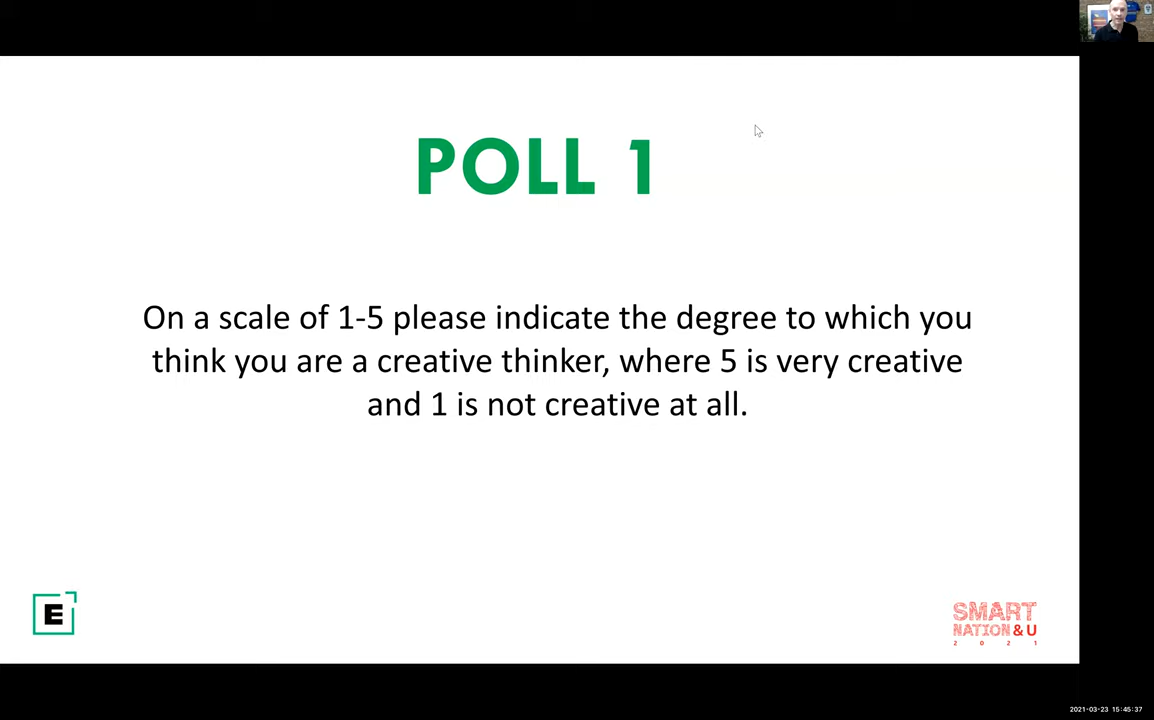 POLL 1
On a scale of 1-5 please indicate the degree to which you
think you are a creative thinker, where 5 is very creative
and 1 is not creative at all.
E
SMART
NATION & U
2 0 2 1
2021-03-23 15:45:37